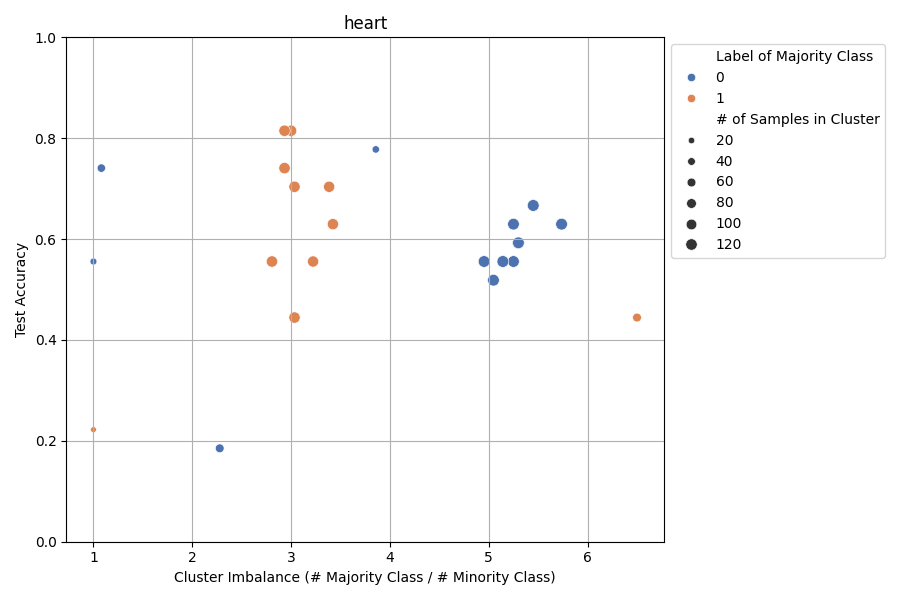 heart
1.0
0.8
0.6
0.4
0.2
0.0
Test Accuracy
1 2 3 4 5 6
Cluster Imbalance (# Majority Class / # Minority Class)
Label of Majority Class
0
1
# of Samples in Cluster
20
40
60
80
100
120